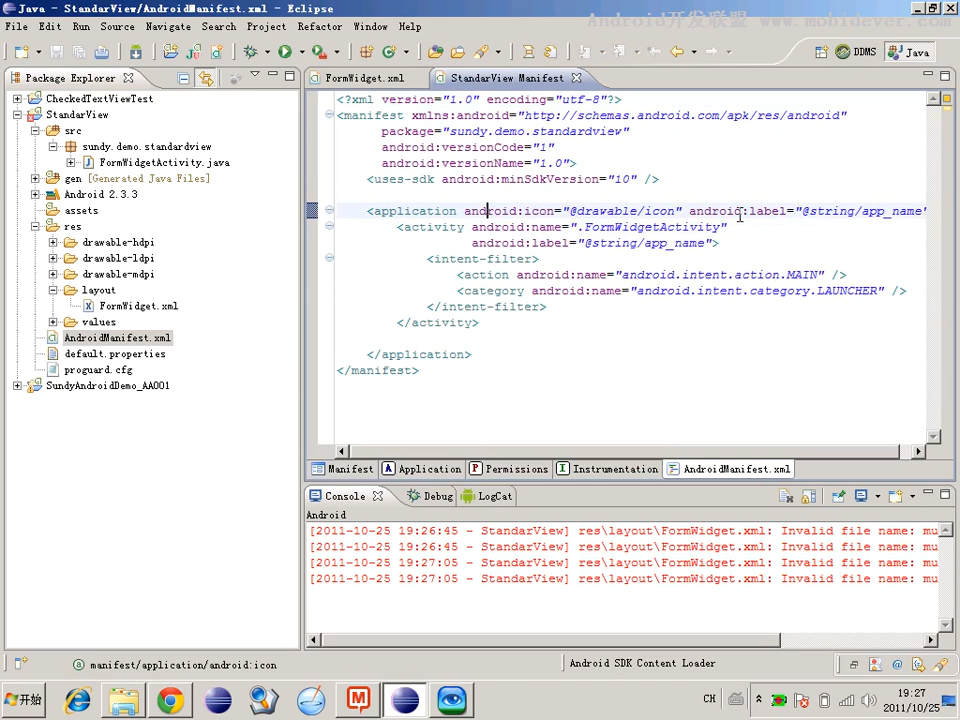 Java - StandarView/AndroidManifest.xml - Eclipse
Android开发联盟 www.mobidever.com
File Edit Run Source Navigate Search Project Refactor Window Help
DDMS Java
Package Explorer
CheckedTextViewTest
StandarView
src
sundy.demo.standardview
FormWidgetActivity.java
gen [Generated Java Files]
Android 2.3.3
assets
res
drawable-hdpi
drawable-ldpi
drawable-mdpi
layout
FormWidget.xml
values
AndroidManifest.xml
default.properties
proguard.cfg
SundyAndroidDemo_AA001
FormWidget.xml StandarView Manifest
<?xml version="1.0" encoding="utf-8"?>
<manifest xmlns:android="http://schemas.android.com/apk/res/android"
package="sundy.demo.standardview"
android:versionCode="1"
android:versionName="1.0">
<uses-sdk android:minSdkVersion="10" />
<application android:icon="@drawable/icon" android:label="@string/app_name"
<activity android:name=".FormWidgetActivity"
android:label="@string/app_name">
<intent-filter>
<action android:name="android.intent.action.MAIN" />
<category android:name="android.intent.category.LAUNCHER" />
</intent-filter>
</activity>
</application>
</manifest>
Manifest A Application P Permissions I Instrumentation AndroidManifest.xml
Console Debug LogCat
Android
[2011-10-25 19:26:45 - StandarView] res\layout\FormWidget.xml: Invalid file name: mu
[2011-10-25 19:26:45 - StandarView] res\layout\FormWidget.xml: Invalid file name: mu
[2011-10-25 19:27:05 - StandarView] res\layout\FormWidget.xml: Invalid file name: mu
[2011-10-25 19:27:05 - StandarView] res\layout\FormWidget.xml: Invalid file name: mu
manifest/application/android:icon
Android SDK Content Loader
开始
CH
19:27
2011/10/25